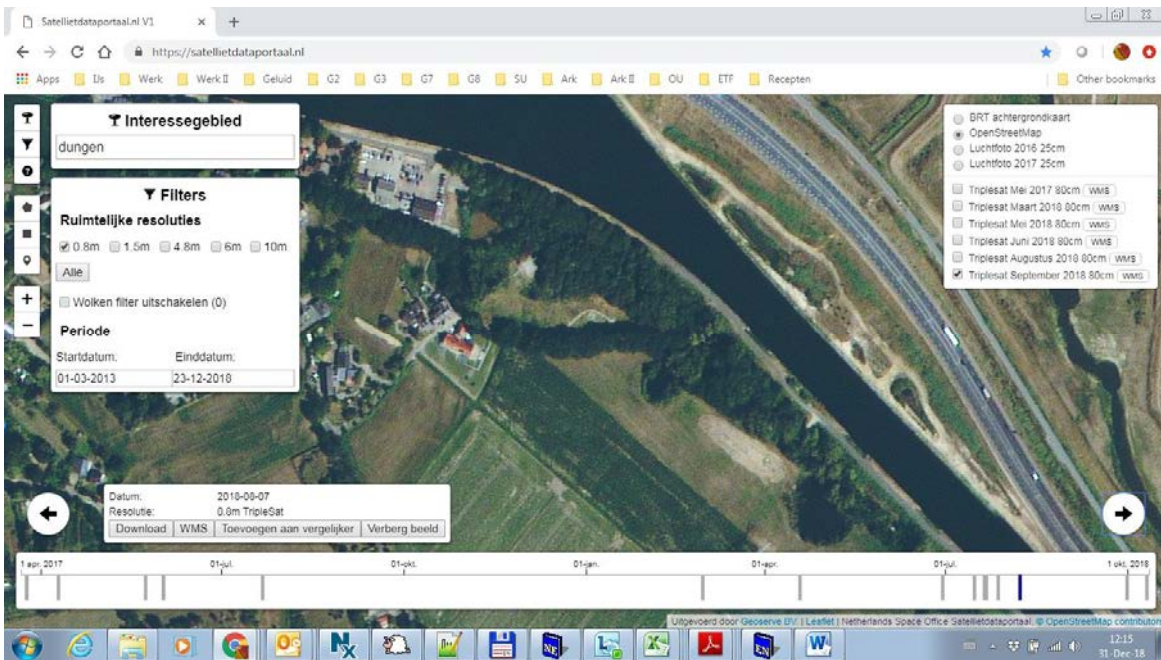 Satellietdataportaal.nl V1
https://satellietdataportaal.nl
Apps IJs Werk Werk II Geluid G2 G3 G7 G8 SU Ark Ark II OU ETF Recepten Other bookmarks
Interessegebied
dungen
Filters
Ruimtelijke resoluties
0.8m 1.5m 4.8m 6m 10m
Alle
Wolken filter uitschakelen (0)
Periode
Startdatum: Einddatum:
01-03-2013 23-12-2018
BRT achtergrondkaart
OpenStreetMap
Luchtfoto 2016 25cm
Luchtfoto 2017 25cm
Triplesat Mei 2017 80cm WMS
Triplesat Maart 2018 80cm WMS
Triplesat Mei 2018 80cm WMS
Triplesat Juni 2018 80cm WMS
Triplesat Augustus 2018 80cm WMS
Triplesat September 2018 80cm WMS
Datum: 2018-08-07
Resolutie: 0.8m TripleSat
Download WMS Toevoegen aan vergelijker Verberg beeld
1 apr. 2017 01-jul. 01-okt. 01-jan. 01-apr. 01-jul. 1 okt. 2018
Uitgevoerd door Geoserve BV. | Leaflet | Netherlands Space Office Satellietdataportaal, © OpenStreetMap contributors
NE EN
12:15
31-Dec-18